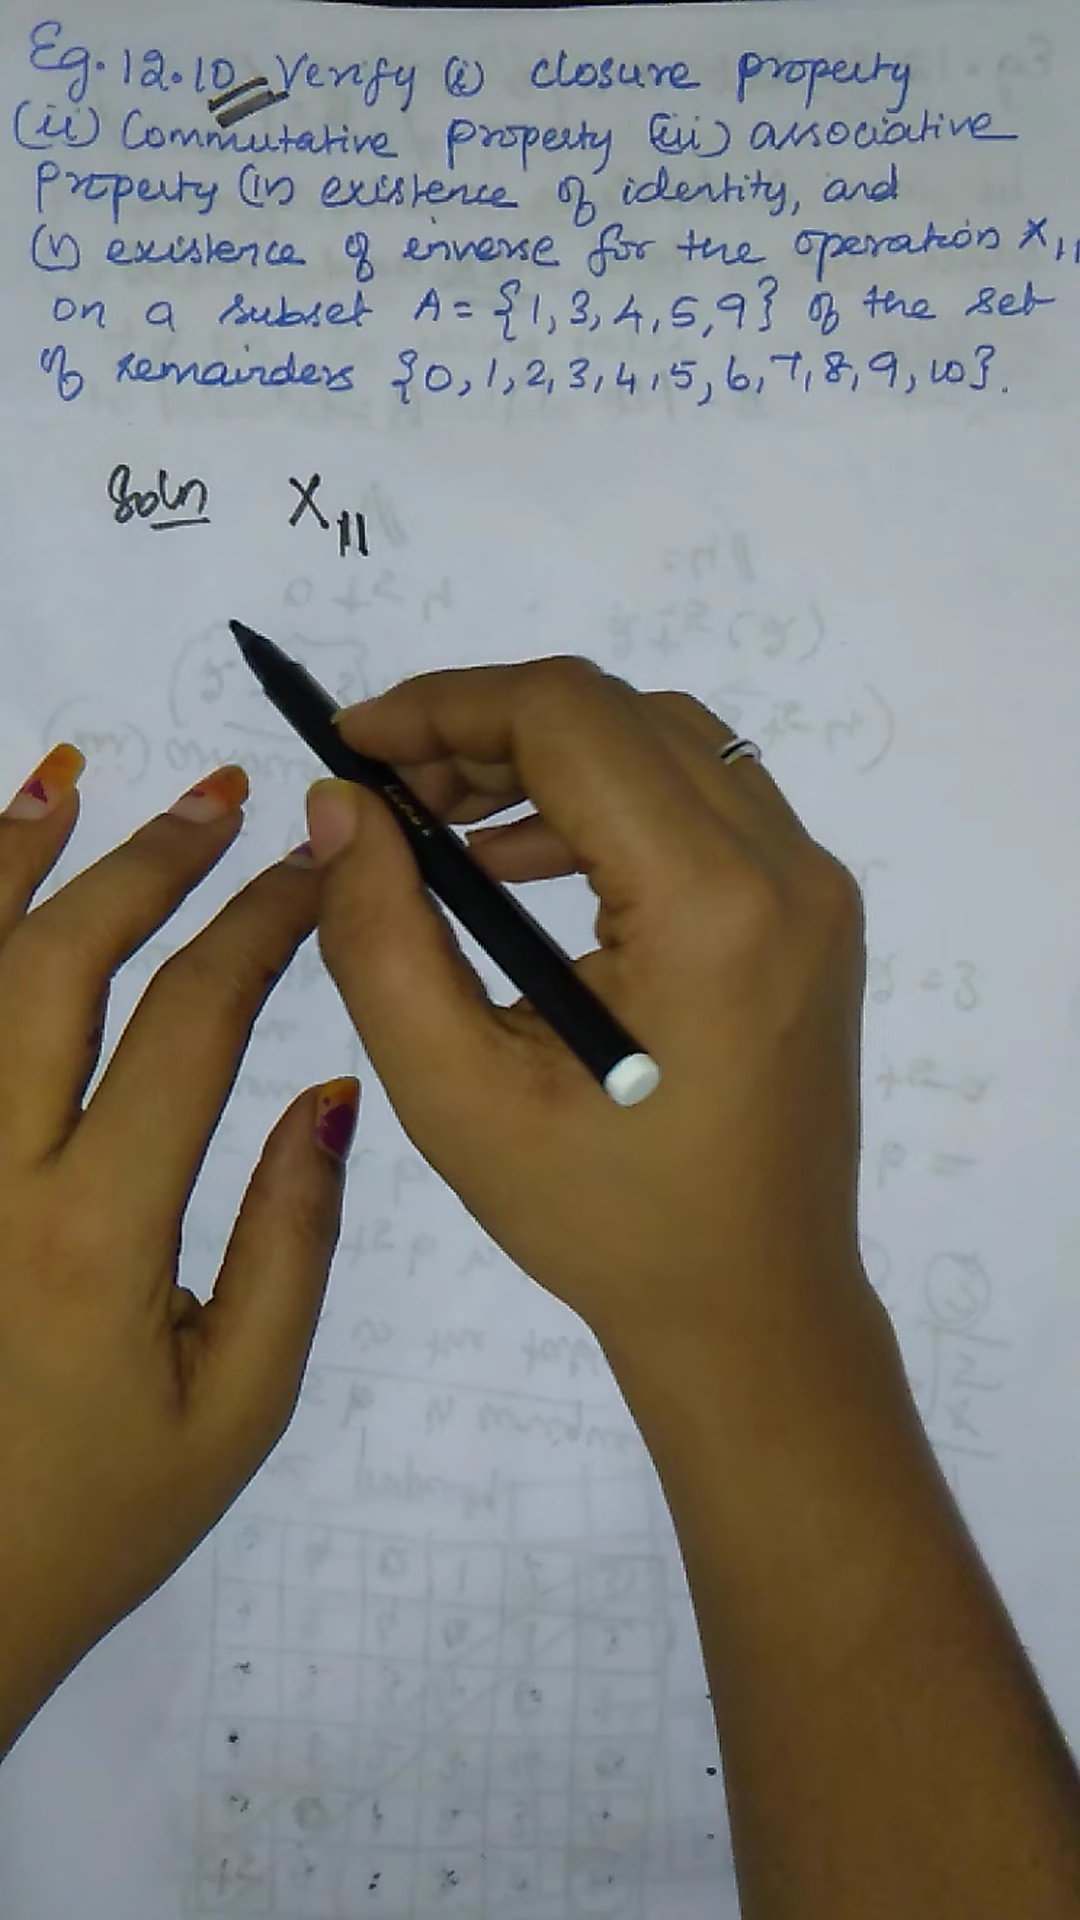 Eg. 12.10 Verify (i) closure property
(ii) Commutative property (iii) associative
Property (iv) existence of identity, and
(v) existence of inverse for the operation ×₁₁
on a subset A = {1, 3, 4, 5, 9} of the set
of remainders {0, 1, 2, 3, 4, 5, 6, 7, 8, 9, 10}.
Soln X₁₁